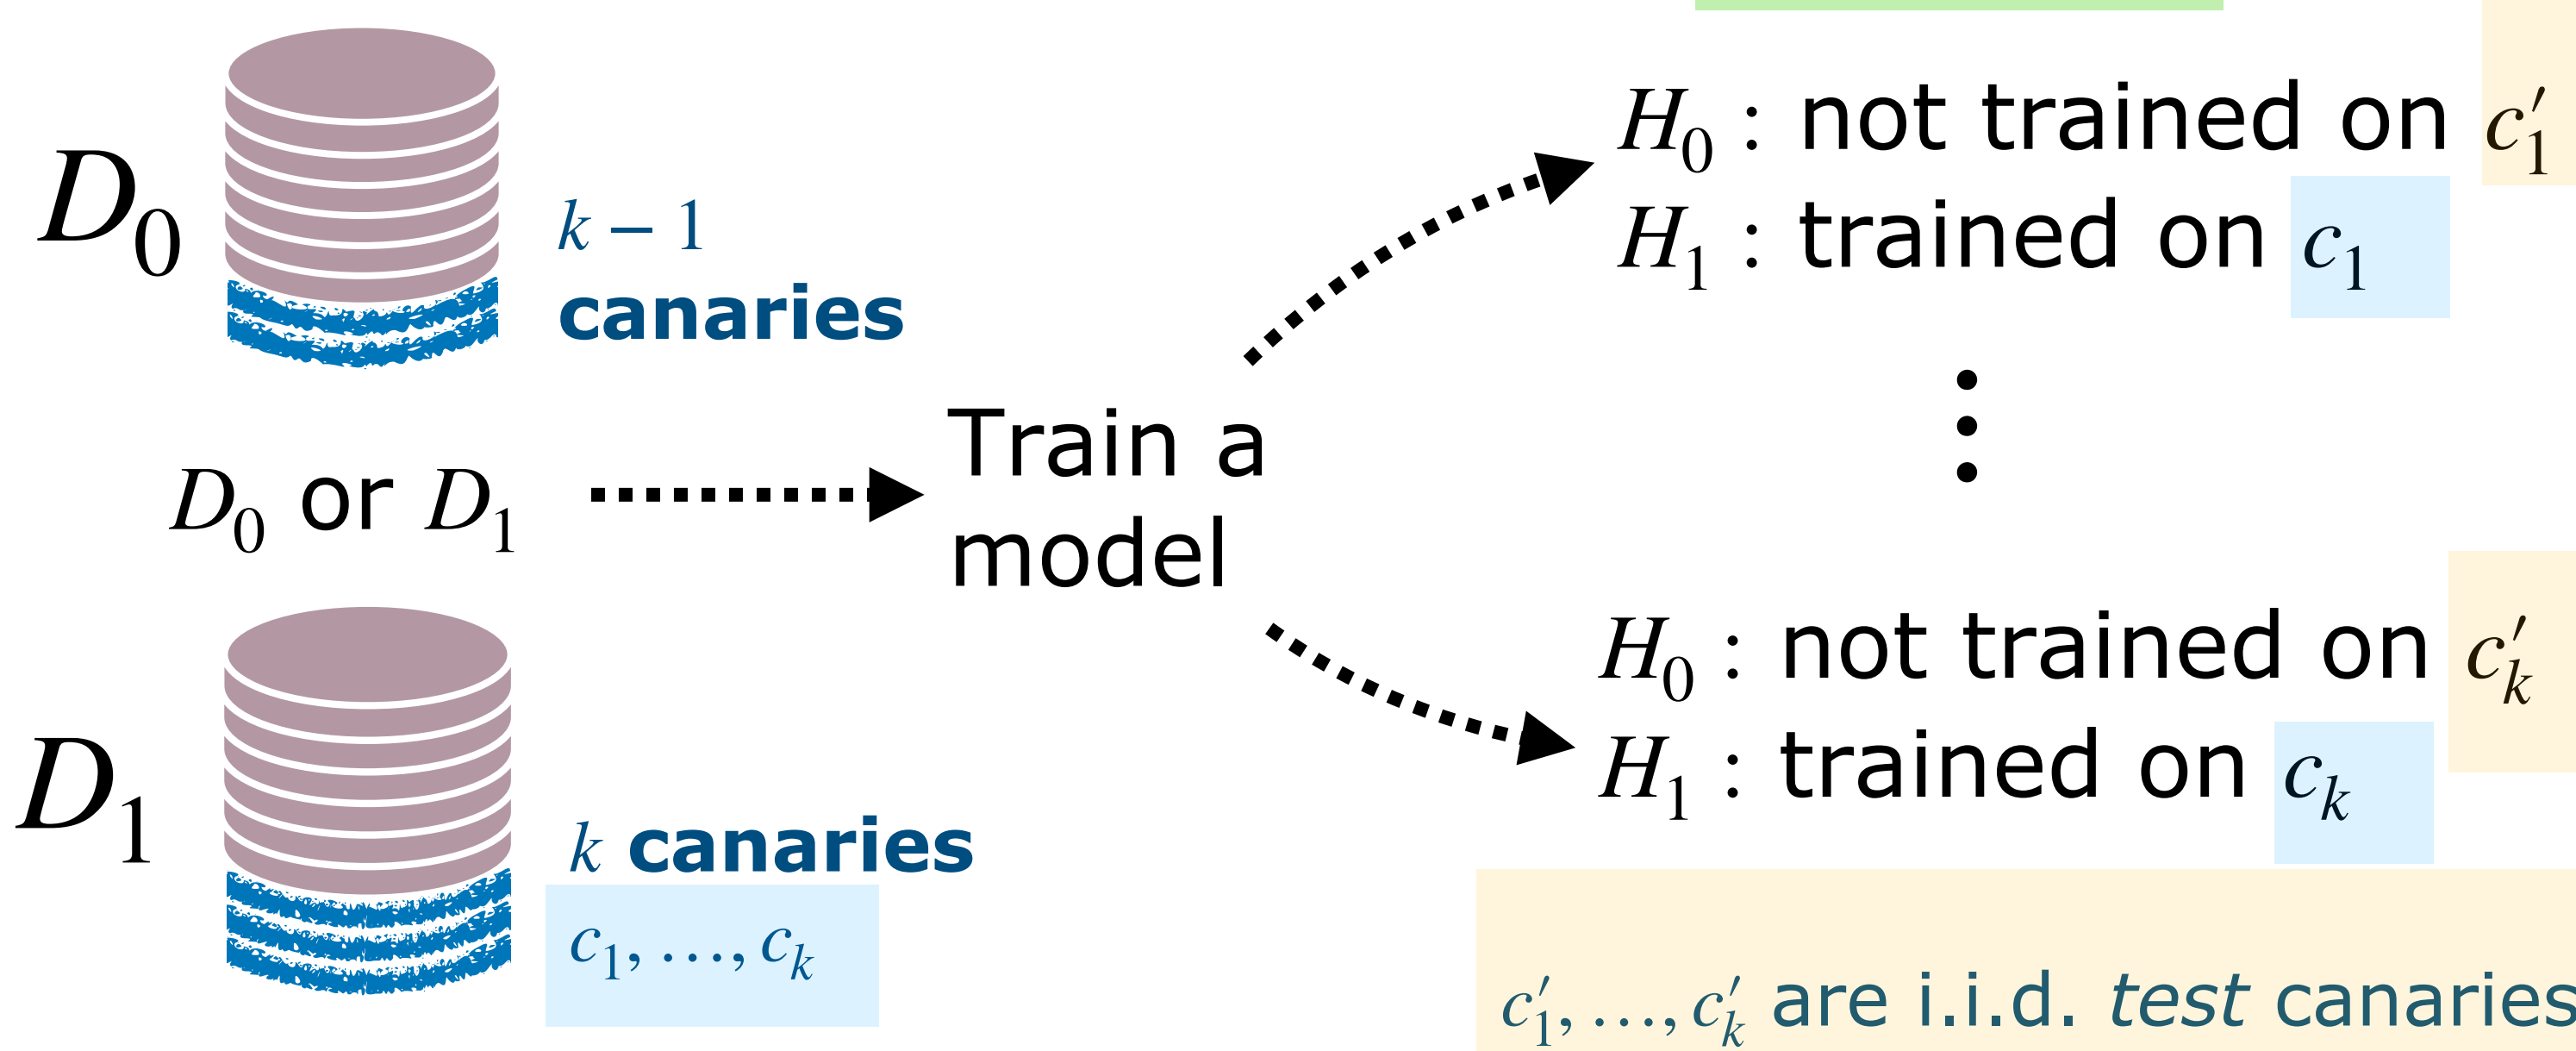 D₀
k – 1
canaries
D₀ or D₁
D₁
k canaries
c₁, …, cₖ
Train a
model
H₀ : not trained on c′₁
H₁ : trained on c₁
⋮
H₀ : not trained on c′ₖ
H₁ : trained on cₖ
c′₁, …, c′ₖ are i.i.d. test canaries